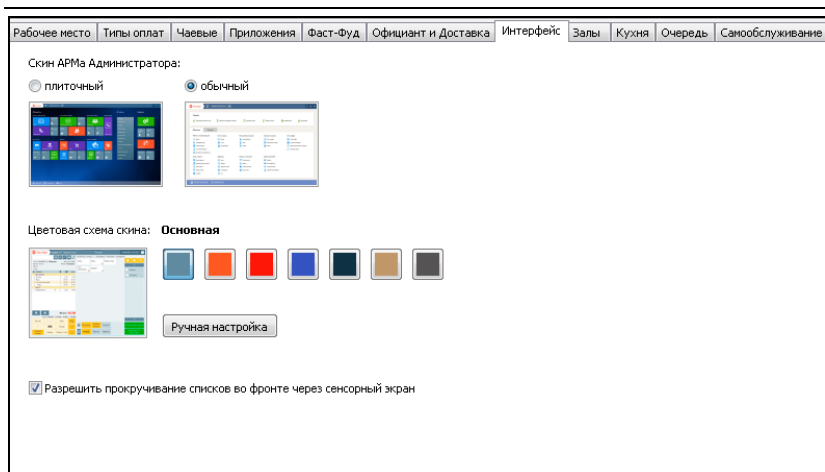 Рабочее место Типы оплат Чаевые Приложения Фаст-Фуд Официант и Доставка Интерфейс Залы Кухня Очередь Самообслуживание
Скин АРМа Администратора:
плиточный обычный
Цветовая схема скина: Основная
Ручная настройка
Разрешить прокручивание списков во фронте через сенсорный экран